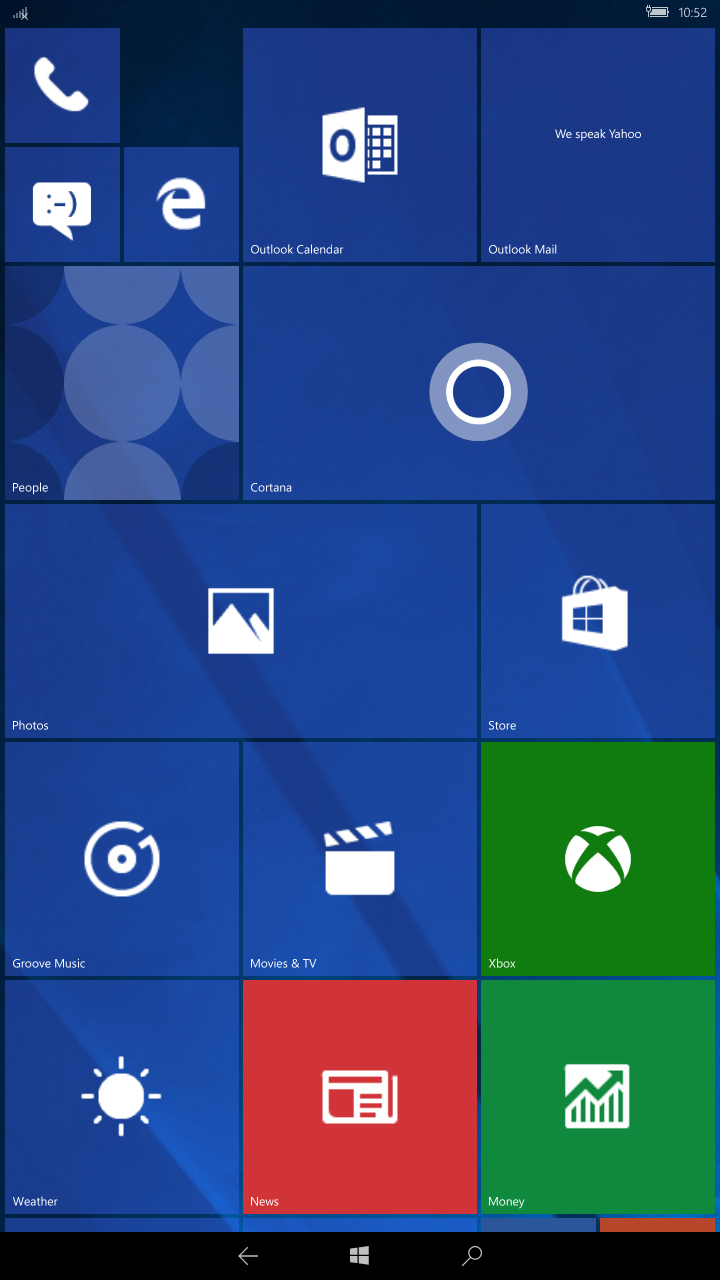 10:52
:-)
We speak Yahoo
Outlook Calendar
Outlook Mail
People
Cortana
Photos
Store
Groove Music
Movies & TV
Xbox
Weather
News
Money